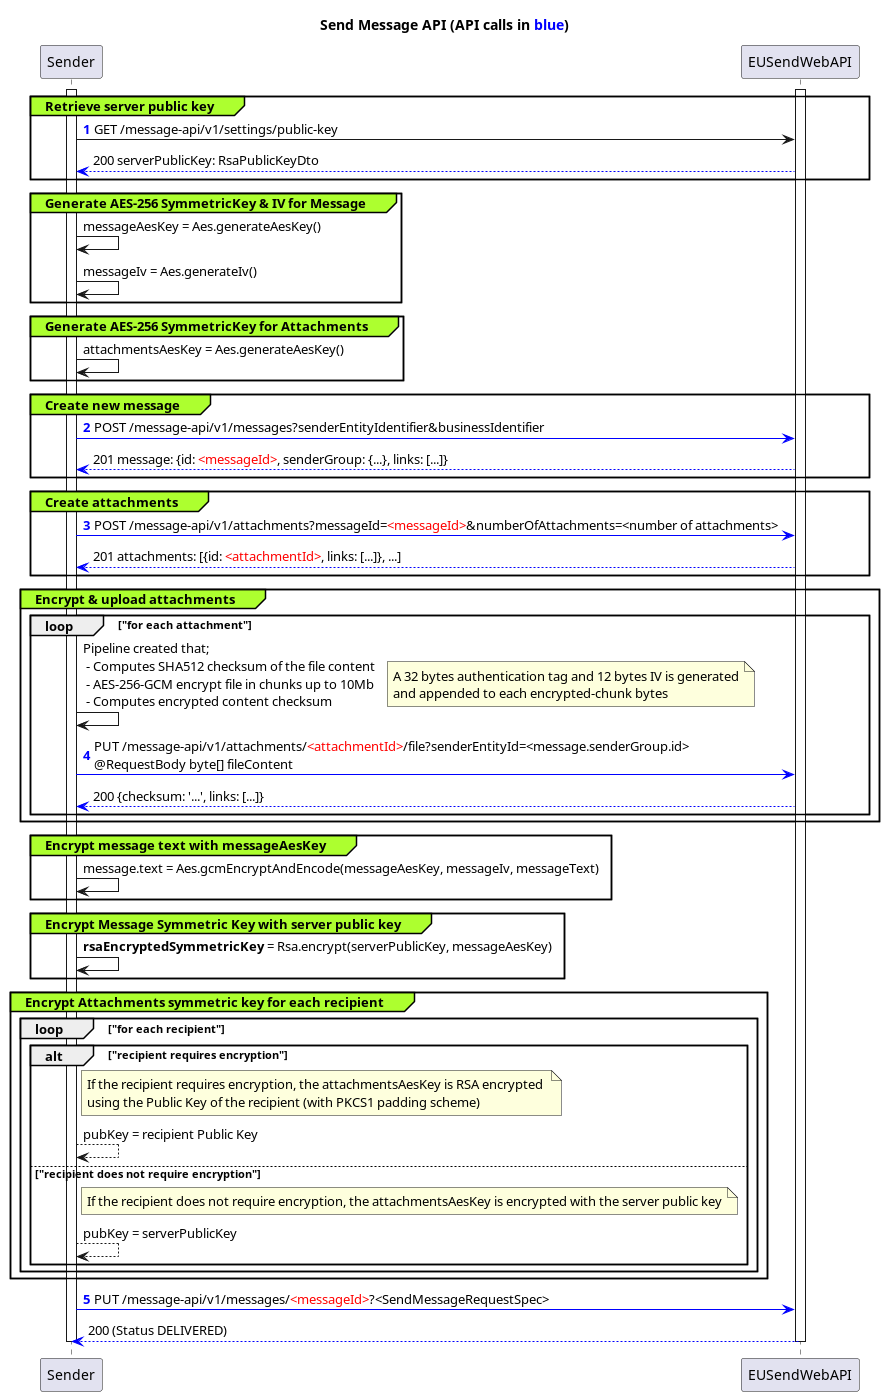 Send Message API (API calls in blue)
Sender
EUSendWebAPI
Retrieve server public key
1 GET /message-api/v1/settings/public-key
200 serverPublicKey: RsaPublicKeyDto
Generate AES-256 SymmetricKey & IV for Message
messageAesKey = Aes.generateAesKey()
messageIv = Aes.generateIv()
Generate AES-256 SymmetricKey for Attachments
attachmentsAesKey = Aes.generateAesKey()
Create new message
2 POST /message-api/v1/messages?senderEntityIdentifier&businessIdentifier
201 message: {id: <messageId>, senderGroup: {...}, links: [...]}
Create attachments
3 POST /message-api/v1/attachments?messageId=<messageId>&numberOfAttachments=<number of attachments>
201 attachments: [{id: <attachmentId>, links: [...]}, ...]
Encrypt & upload attachments
loop ["for each attachment"]
Pipeline created that;
- Computes SHA512 checksum of the file content
- AES-256-GCM encrypt file in chunks up to 10Mb
- Computes encrypted content checksum
A 32 bytes authentication tag and 12 bytes IV is generated
and appended to each encrypted-chunk bytes
4 PUT /message-api/v1/attachments/<attachmentId>/file?senderEntityId=<message.senderGroup.id>
@RequestBody byte[] fileContent
200 {checksum: '...', links: [...]}
Encrypt message text with messageAesKey
message.text = Aes.gcmEncryptAndEncode(messageAesKey, messageIv, messageText)
Encrypt Message Symmetric Key with server public key
rsaEncryptedSymmetricKey = Rsa.encrypt(serverPublicKey, messageAesKey)
Encrypt Attachments symmetric key for each recipient
loop ["for each recipient"]
alt ["recipient requires encryption"]
If the recipient requires encryption, the attachmentsAesKey is RSA encrypted
using the Public Key of the recipient (with PKCS1 padding scheme)
pubKey = recipient Public Key
["recipient does not require encryption"]
If the recipient does not require encryption, the attachmentsAesKey is encrypted with the server public key
pubKey = serverPublicKey
5 PUT /message-api/v1/messages/<messageId>?<SendMessageRequestSpec>
200 (Status DELIVERED)
Sender
EUSendWebAPI